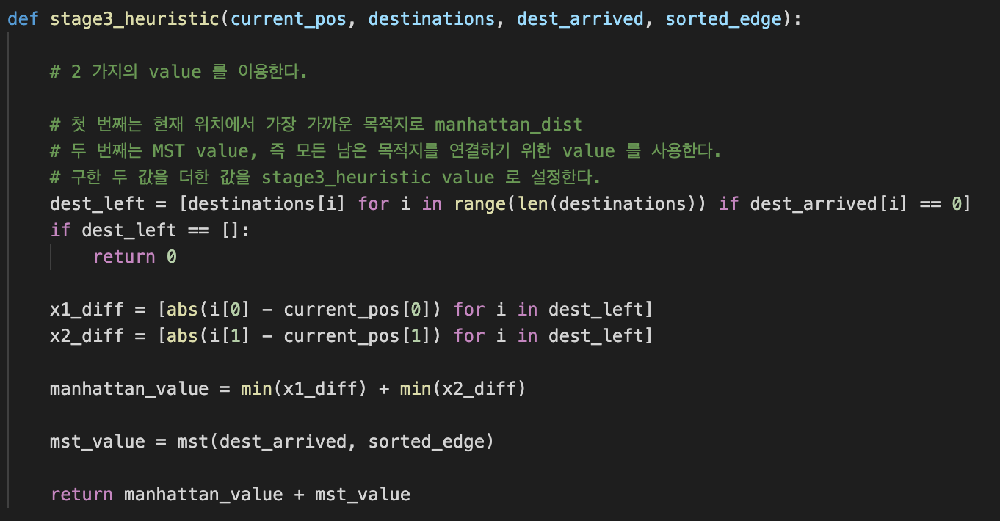 def stage3_heuristic(current_pos, destinations, dest_arrived, sorted_edge):
# 2 가지의 value 를 이용한다.
# 첫 번째는 현재 위치에서 가장 가까운 목적지로 manhattan_dist
# 두 번째는 MST value, 즉 모든 남은 목적지를 연결하기 위한 value 를 사용한다.
# 구한 두 값을 더한 값을 stage3_heuristic value 로 설정한다.
dest_left = [destinations[i] for i in range(len(destinations)) if dest_arrived[i] == 0]
if dest_left == []:
return 0
x1_diff = [abs(i[0] - current_pos[0]) for i in dest_left]
x2_diff = [abs(i[1] - current_pos[1]) for i in dest_left]
manhattan_value = min(x1_diff) + min(x2_diff)
mst_value = mst(dest_arrived, sorted_edge)
return manhattan_value + mst_value